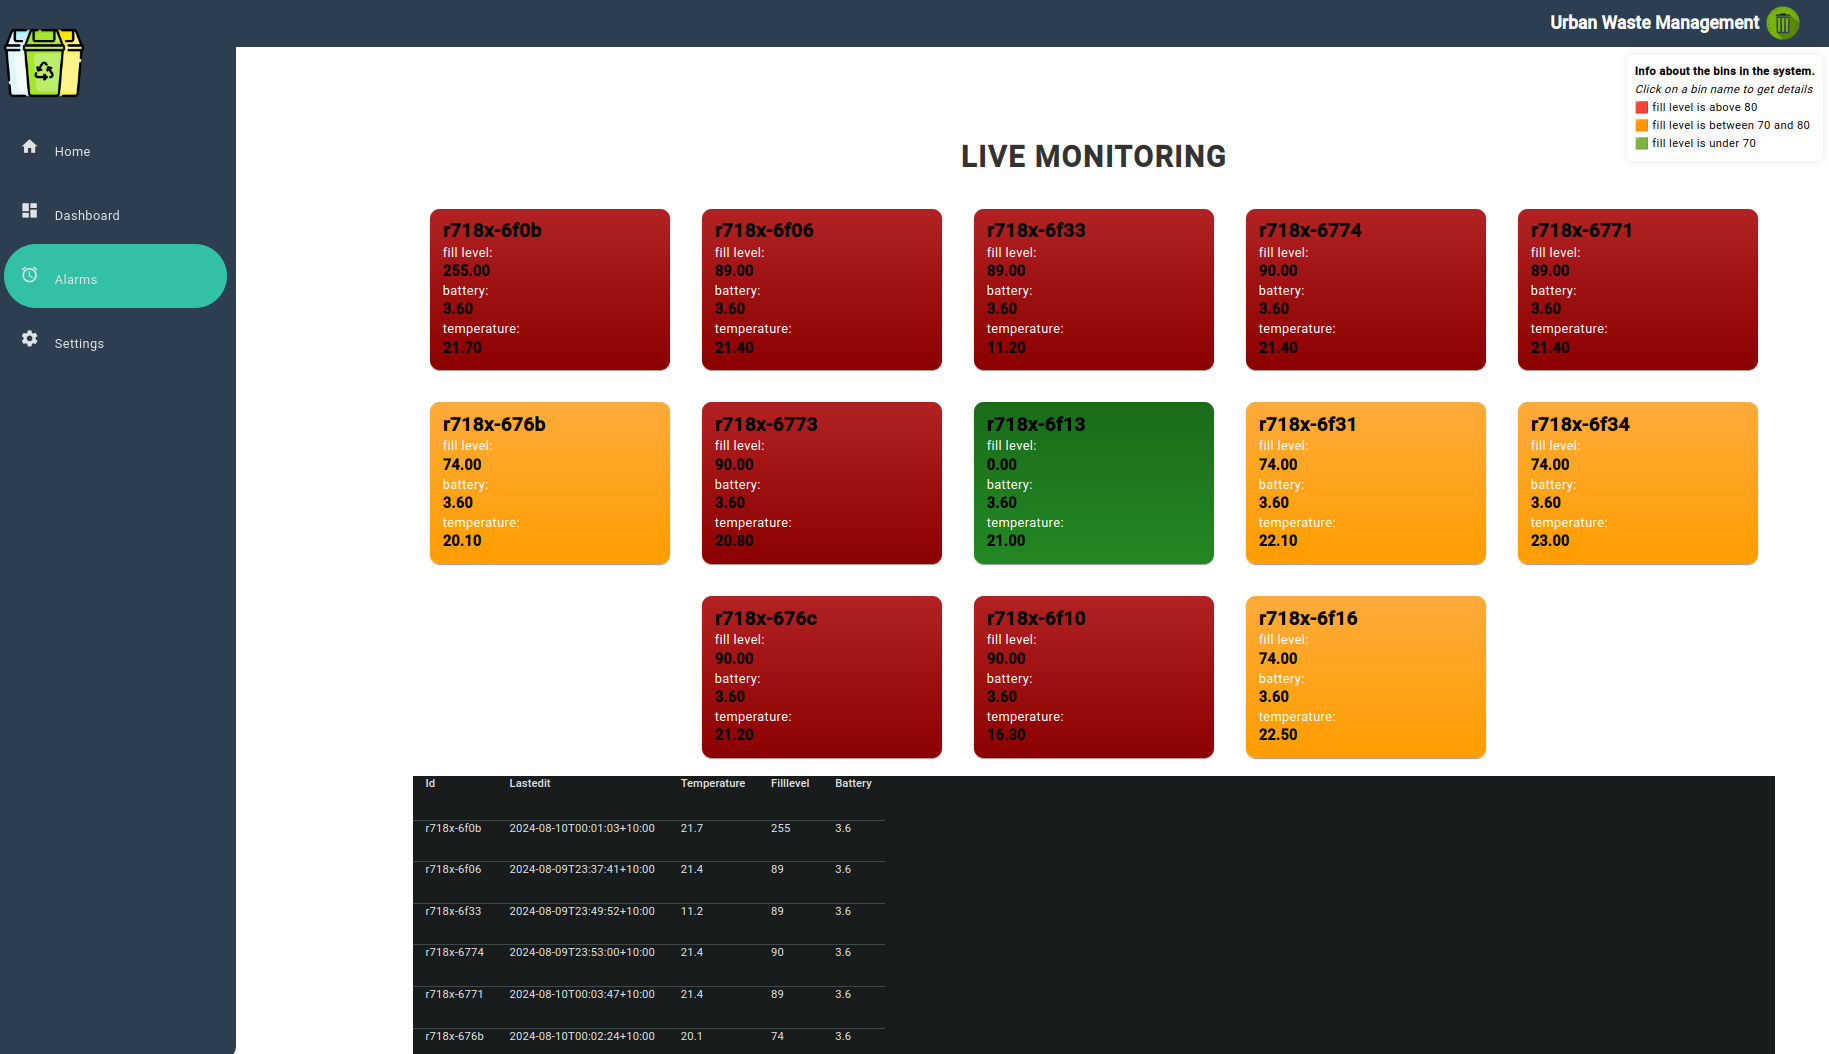 Urban Waste Management
Home
Dashboard
Alarms
Settings
Info about the bins in the system.
Click on a bin name to get details
fill level is above 80
fill level is between 70 and 80
fill level is under 70
LIVE MONITORING
r718x-6f0b
fill level:
255.00
battery:
3.60
temperature:
21.70
r718x-6f06
fill level:
89.00
battery:
3.60
temperature:
21.40
r718x-6f33
fill level:
89.00
battery:
3.60
temperature:
11.20
r718x-6774
fill level:
90.00
battery:
3.60
temperature:
21.40
r718x-6771
fill level:
89.00
battery:
3.60
temperature:
21.40
r718x-676b
fill level:
74.00
battery:
3.60
temperature:
20.10
r718x-6773
fill level:
90.00
battery:
3.60
temperature:
20.80
r718x-6f13
fill level:
0.00
battery:
3.60
temperature:
21.00
r718x-6f31
fill level:
74.00
battery:
3.60
temperature:
22.10
r718x-6f34
fill level:
74.00
battery:
3.60
temperature:
23.00
r718x-676c
fill level:
90.00
battery:
3.60
temperature:
21.20
r718x-6f10
fill level:
90.00
battery:
3.60
temperature:
16.30
r718x-6f16
fill level:
74.00
battery:
3.60
temperature:
22.50
Id Lastedit Temperature Filllevel Battery
r718x-6f0b 2024-08-10T00:01:03+10:00 21.7 255 3.6
r718x-6f06 2024-08-09T23:37:41+10:00 21.4 89 3.6
r718x-6f33 2024-08-09T23:49:52+10:00 11.2 89 3.6
r718x-6774 2024-08-09T23:53:00+10:00 21.4 90 3.6
r718x-6771 2024-08-10T00:03:47+10:00 21.4 89 3.6
r718x-676b 2024-08-10T00:02:24+10:00 20.1 74 3.6